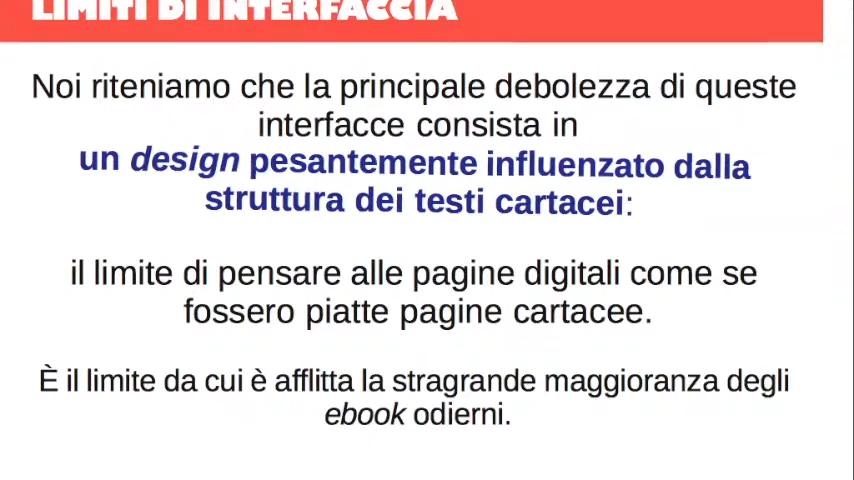 LIMITI DI INTERFACCIA
Noi riteniamo che la principale debolezza di queste
interfacce consista in
un design pesantemente influenzato dalla
struttura dei testi cartacei:
il limite di pensare alle pagine digitali come se
fossero piatte pagine cartacee.
È il limite da cui è afflitta la stragrande maggioranza degli
ebook odierni.